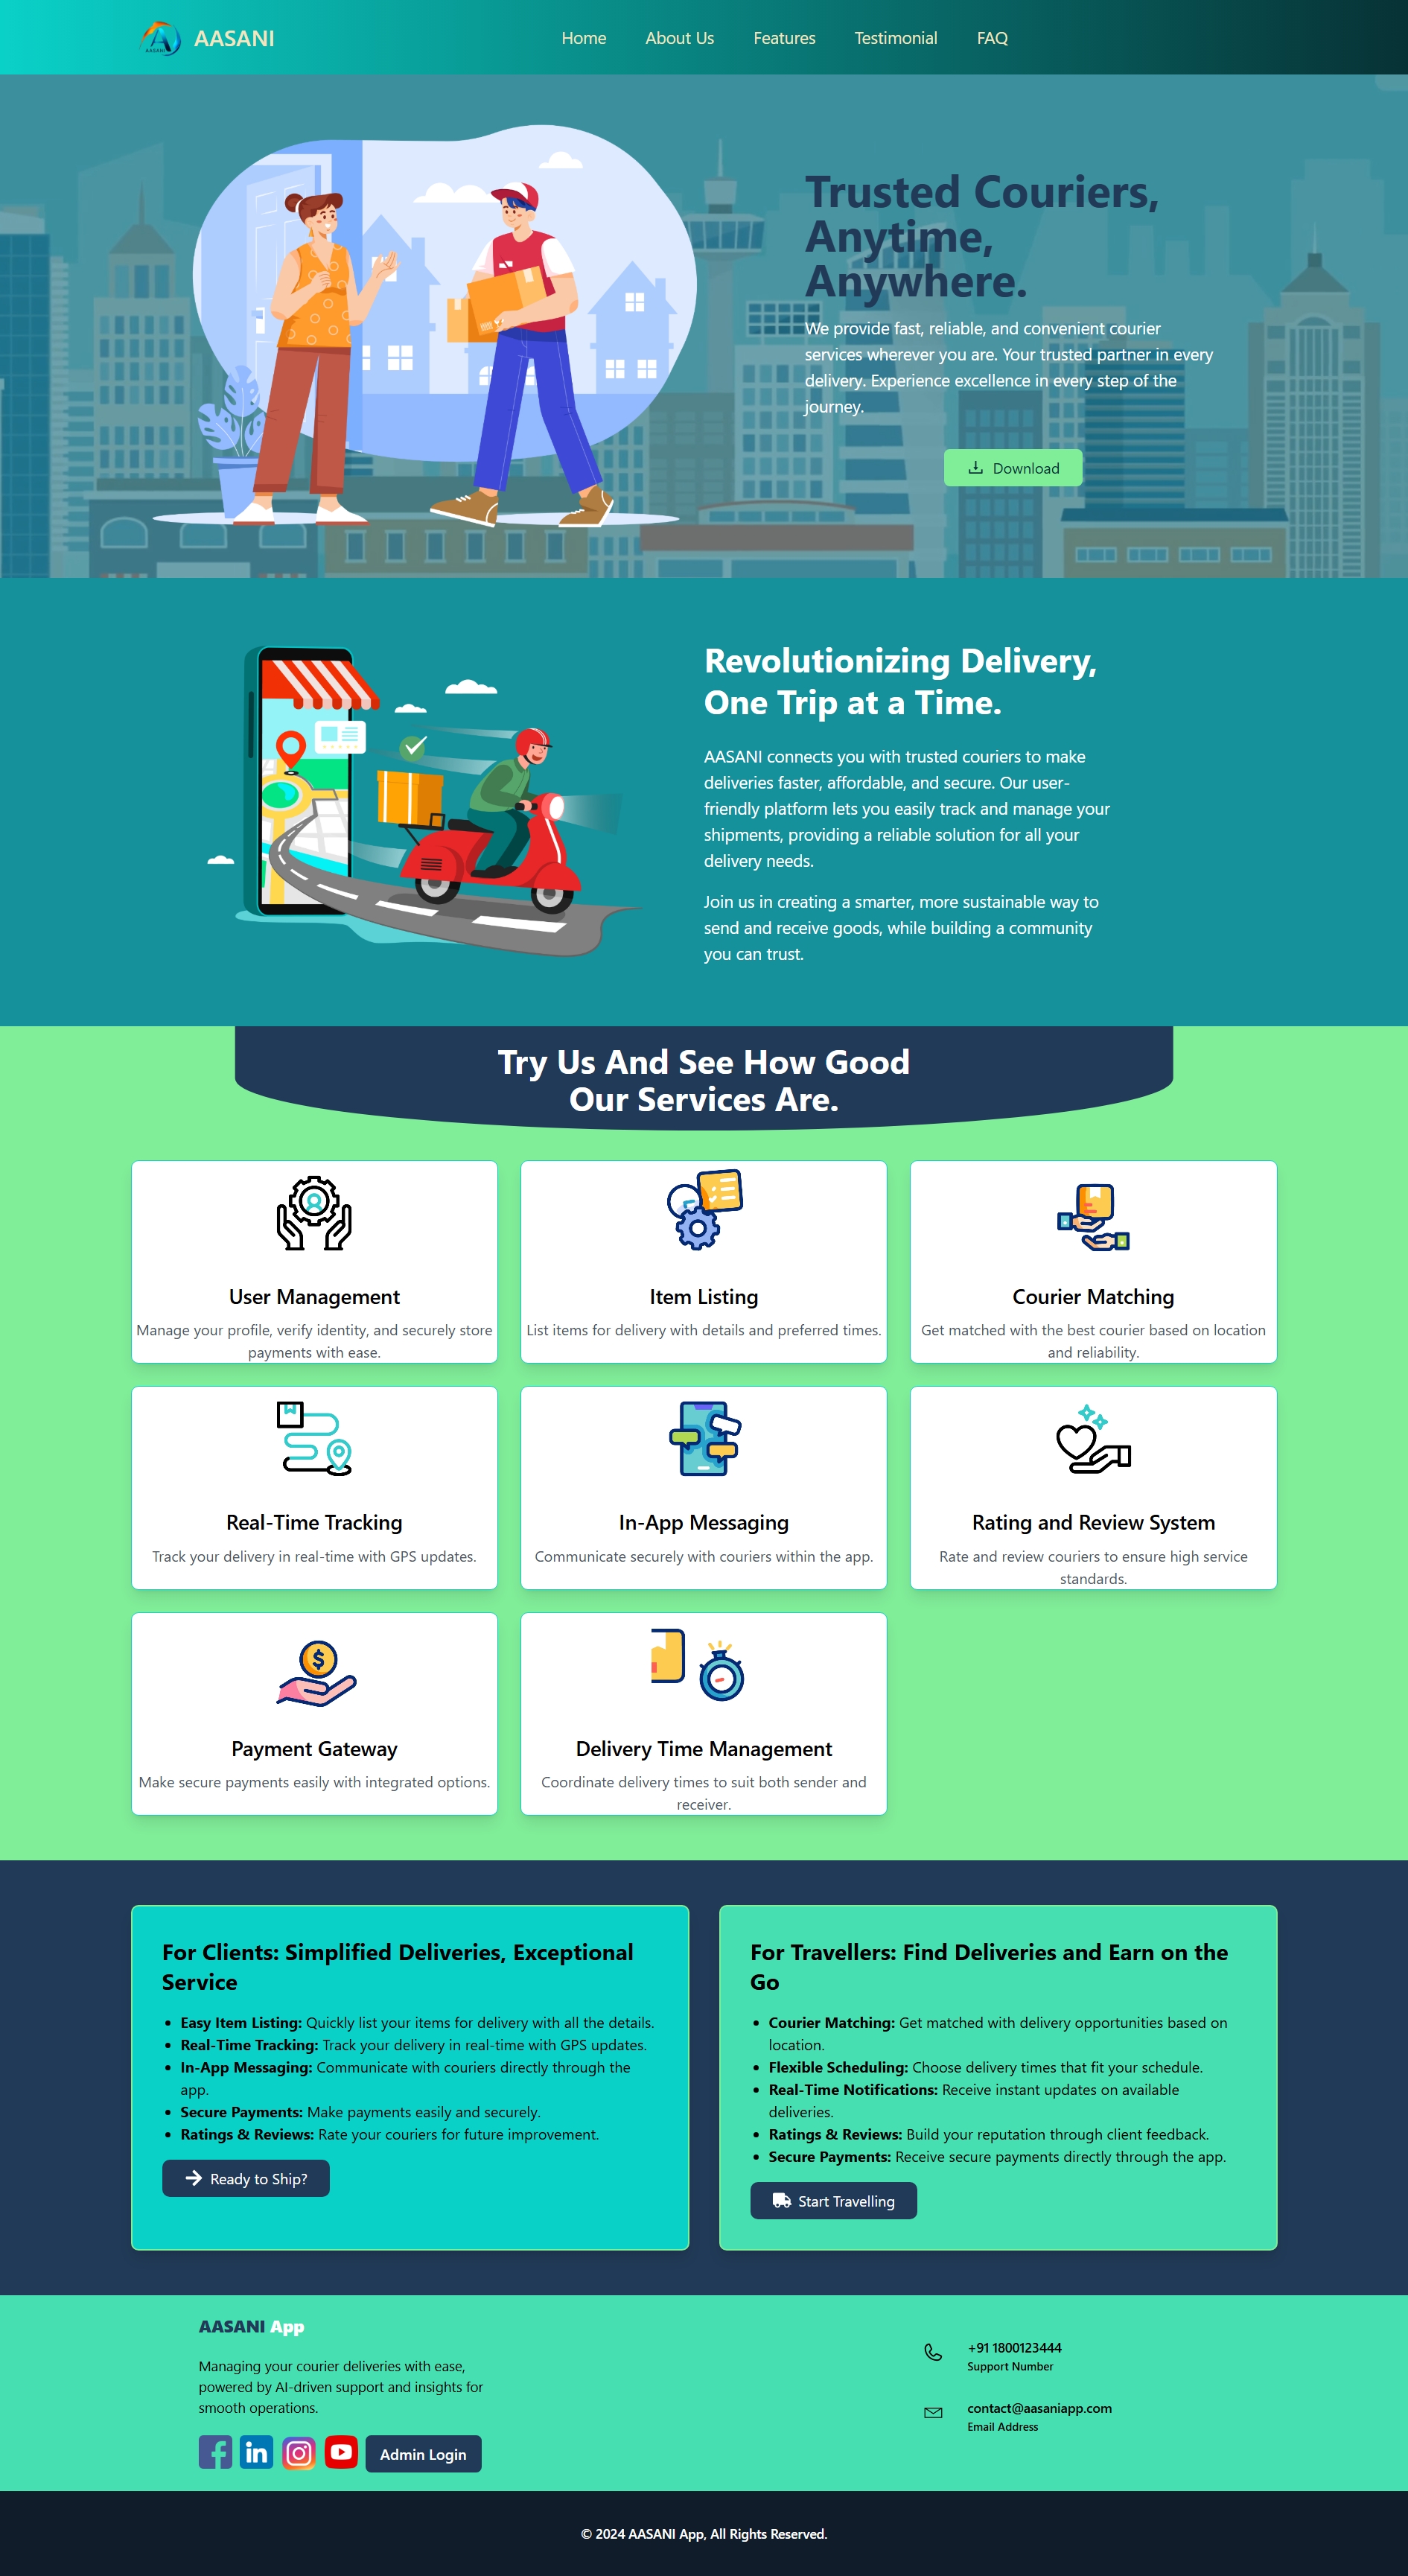 AASANI
AASANI
Home
About Us
Features
Testimonial
FAQ
Trusted Couriers,
Anytime,
Anywhere.
We provide fast, reliable, and convenient courier
services wherever you are. Your trusted partner in every
delivery. Experience excellence in every step of the
journey.
Download
Revolutionizing Delivery,
One Trip at a Time.
AASANI connects you with trusted couriers to make
deliveries faster, affordable, and secure. Our user-
friendly platform lets you easily track and manage your
shipments, providing a reliable solution for all your
delivery needs.
Join us in creating a smarter, more sustainable way to
send and receive goods, while building a community
you can trust.
Try Us And See How Good
Our Services Are.
User Management
Manage your profile, verify identity, and securely store
payments with ease.
Item Listing
List items for delivery with details and preferred times.
Courier Matching
Get matched with the best courier based on location
and reliability.
Real-Time Tracking
Track your delivery in real-time with GPS updates.
In-App Messaging
Communicate securely with couriers within the app.
Rating and Review System
Rate and review couriers to ensure high service
standards.
$
Payment Gateway
Make secure payments easily with integrated options.
Delivery Time Management
Coordinate delivery times to suit both sender and
receiver.
For Clients: Simplified Deliveries, Exceptional
Service
• Easy Item Listing: Quickly list your items for delivery with all the details.
• Real-Time Tracking: Track your delivery in real-time with GPS updates.
• In-App Messaging: Communicate with couriers directly through the
app.
• Secure Payments: Make payments easily and securely.
• Ratings & Reviews: Rate your couriers for future improvement.
Ready to Ship?
For Travellers: Find Deliveries and Earn on the
Go
• Courier Matching: Get matched with delivery opportunities based on
location.
• Flexible Scheduling: Choose delivery times that fit your schedule.
• Real-Time Notifications: Receive instant updates on available
deliveries.
• Ratings & Reviews: Build your reputation through client feedback.
• Secure Payments: Receive secure payments directly through the app.
Start Travelling
AASANI App
Managing your courier deliveries with ease,
powered by AI-driven support and insights for
smooth operations.
Admin Login
+91 1800123444
Support Number
contact@aasaniapp.com
Email Address
© 2024 AASANI App, All Rights Reserved.